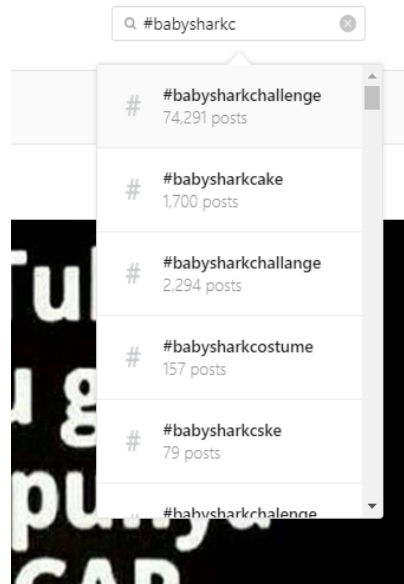 #babysharkc
#babysharkchallenge
74,291 posts
#babysharkcake
1,700 posts
#babysharkchallange
2,294 posts
#babysharkcostume
157 posts
#babysharkcske
79 posts
#babysharkchalenge